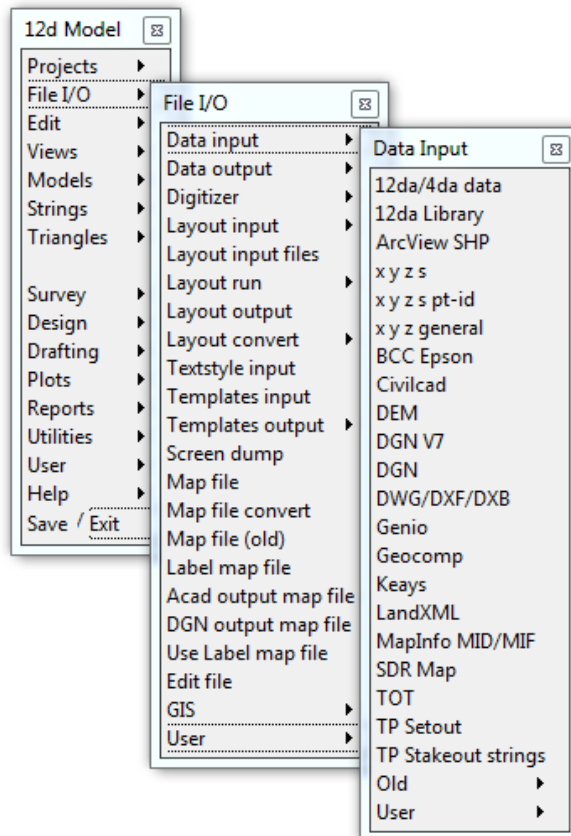 12d Model
Projects
File I/O
Edit
Views
Models
Strings
Triangles
Survey
Design
Drafting
Plots
Reports
Utilities
User
Help
Save / Exit
File I/O
Data input
Data output
Digitizer
Layout input
Layout input files
Layout run
Layout output
Layout convert
Textstyle input
Templates input
Templates output
Screen dump
Map file
Map file convert
Map file (old)
Label map file
Acad output map file
DGN output map file
Use Label map file
Edit file
GIS
User
Data Input
12da/4da data
12da Library
ArcView SHP
x y z s
x y z s pt-id
x y z general
BCC Epson
Civilcad
DEM
DGN V7
DGN
DWG/DXF/DXB
Genio
Geocomp
Keays
LandXML
MapInfo MID/MIF
SDR Map
TOT
TP Setout
TP Stakeout strings
Old
User